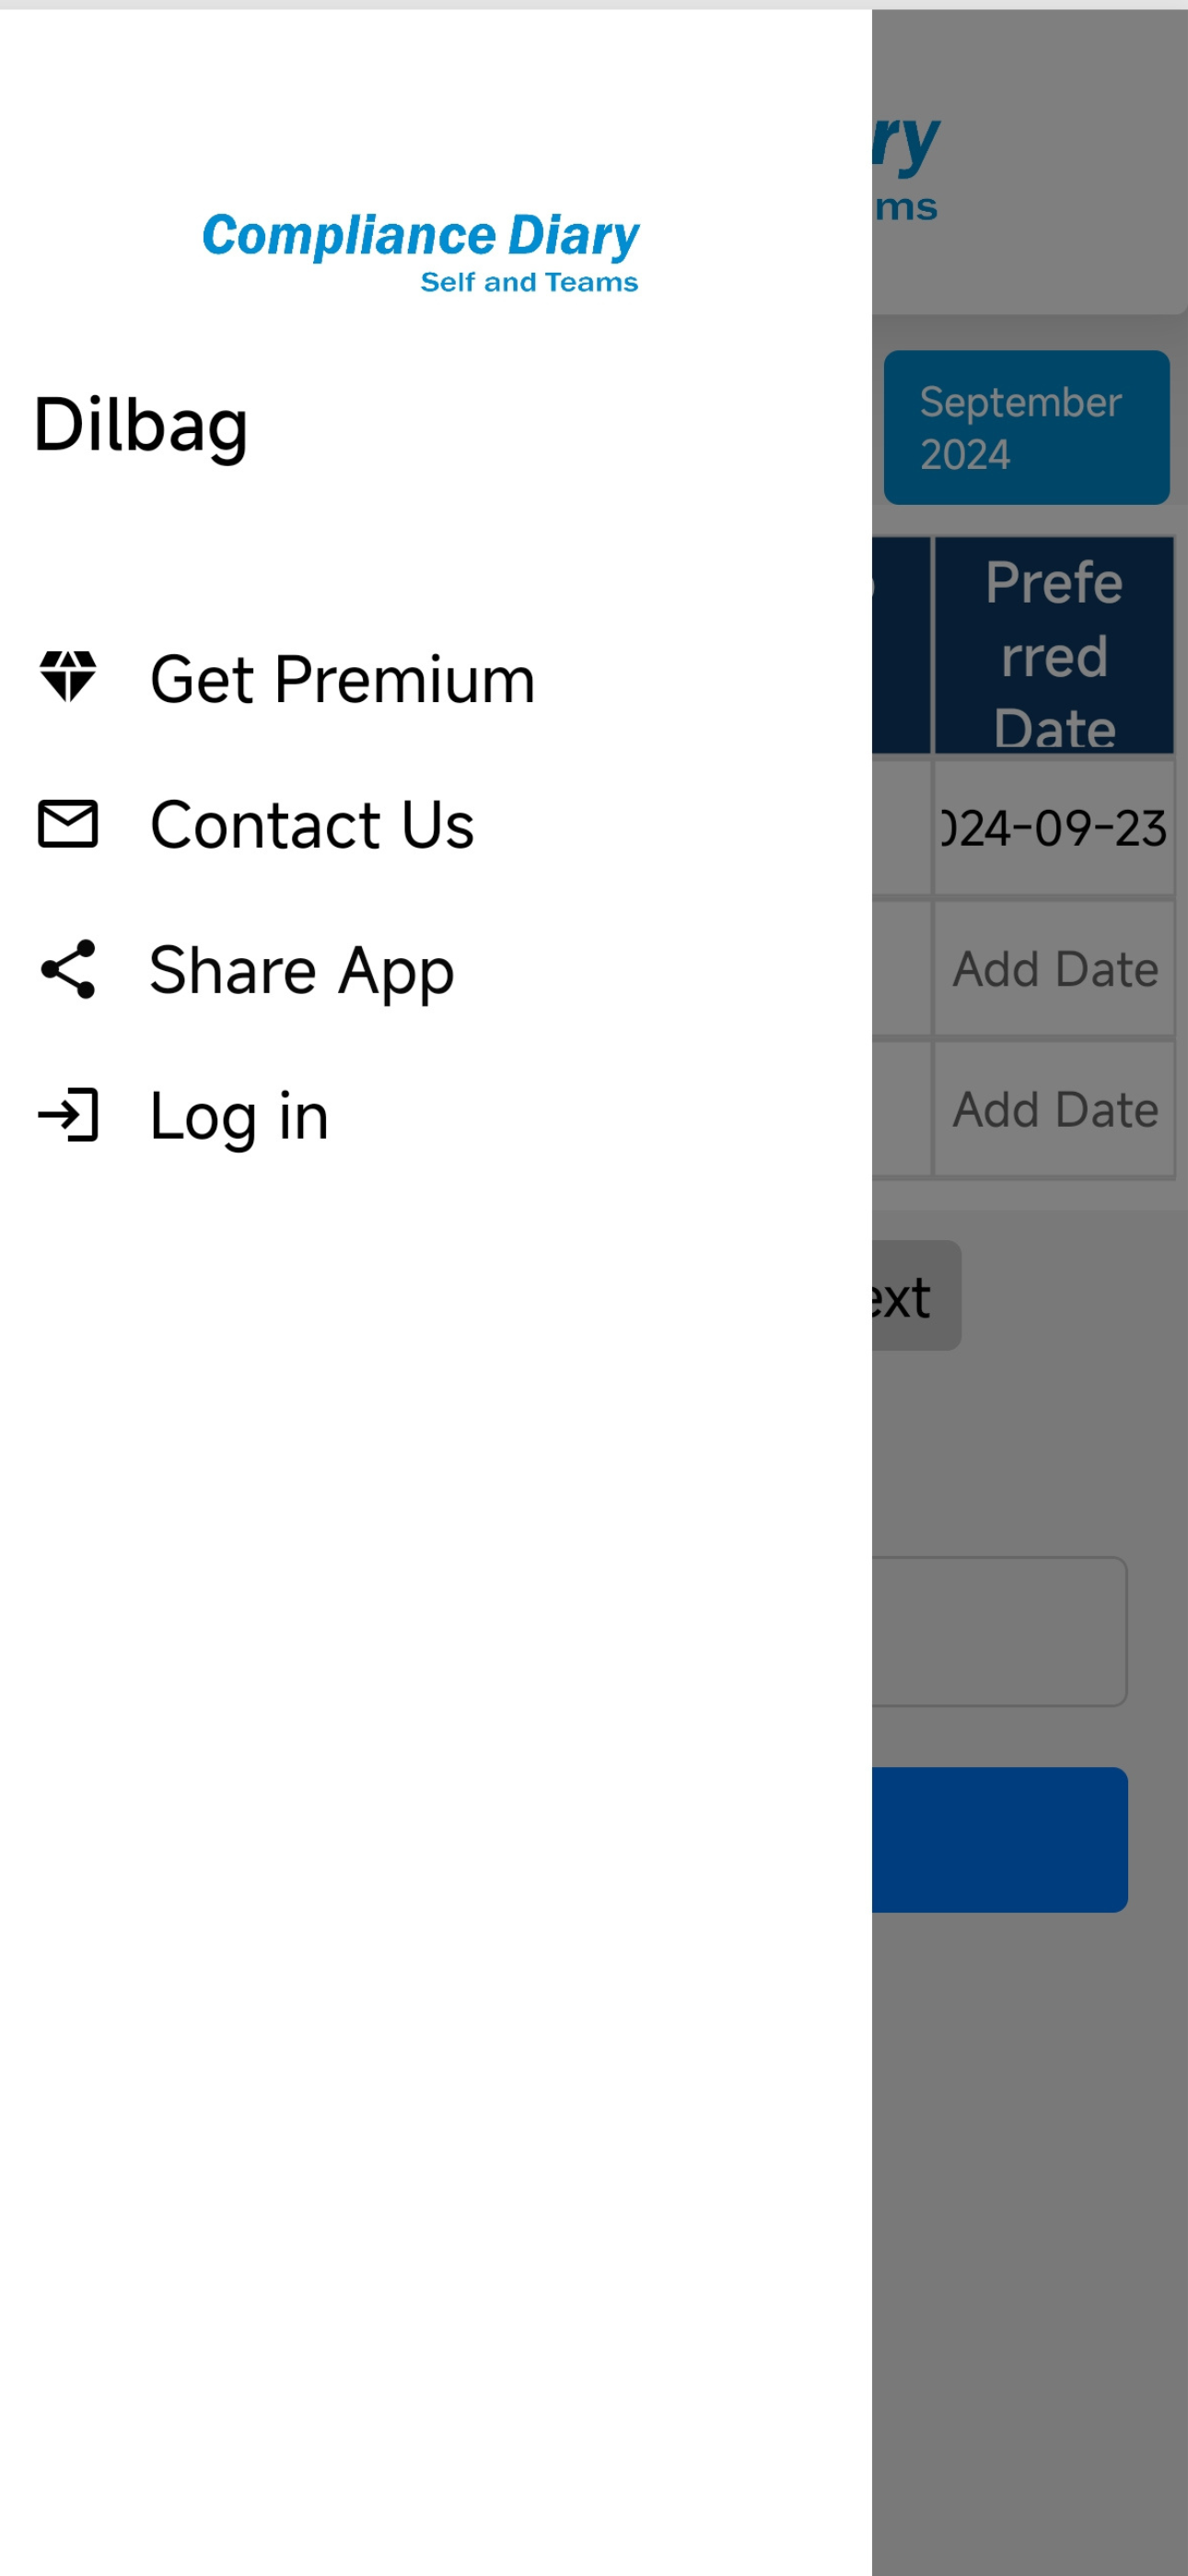 Compliance Diary
Self and Teams
Dilbag
Get Premium
Contact Us
Share App
Log in
ry
ms
September
2024
Prefe
rred
Date
024-09-23
Add Date
Add Date
ext